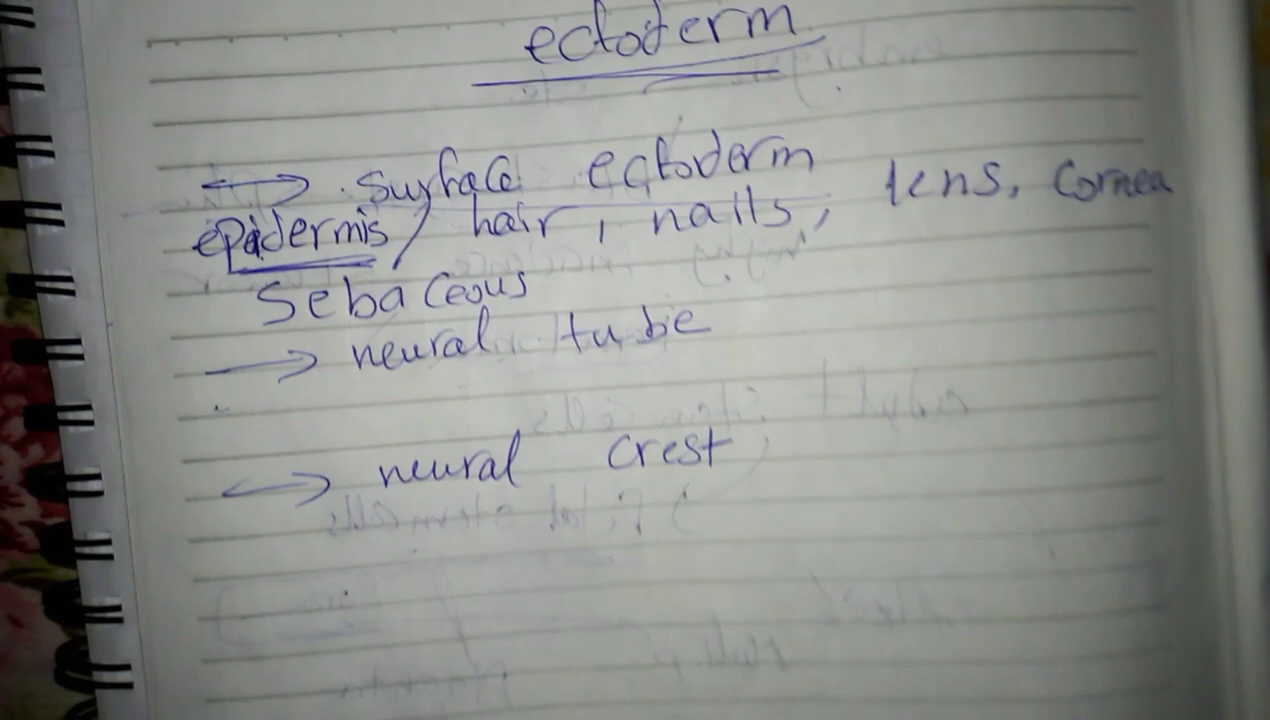 ectoderm
→ surface ectoderm
epidermis, hair, nails, lens, cornea
Sebaceous
→ neural tube
→ neural crest